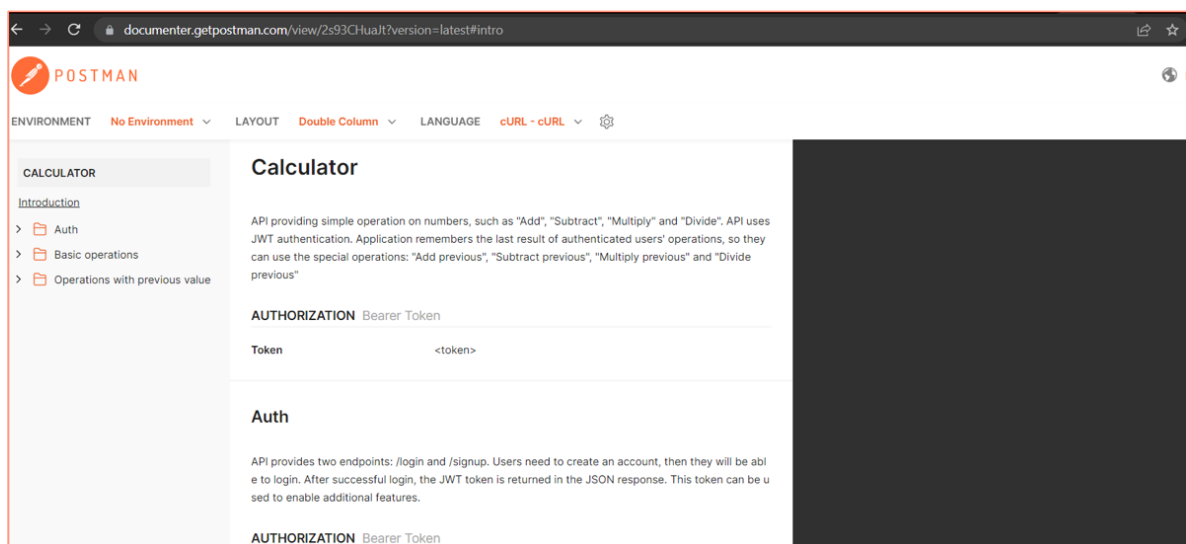 documenter.getpostman.com/view/2s93CHuaJt?version=latest#intro
POSTMAN
ENVIRONMENT No Environment LAYOUT Double Column LANGUAGE cURL - cURL
CALCULATOR
Introduction
Auth
Basic operations
Operations with previous value
Calculator
API providing simple operation on numbers, such as "Add", "Subtract", "Multiply" and "Divide". API uses
JWT authentication. Application remembers the last result of authenticated users' operations, so they
can use the special operations: "Add previous", "Subtract previous", "Multiply previous" and "Divide
previous"
AUTHORIZATION Bearer Token
Token <token>
Auth
API provides two endpoints: /login and /signup. Users need to create an account, then they will be abl
e to login. After successful login, the JWT token is returned in the JSON response. This token can be u
sed to enable additional features.
AUTHORIZATION Bearer Token